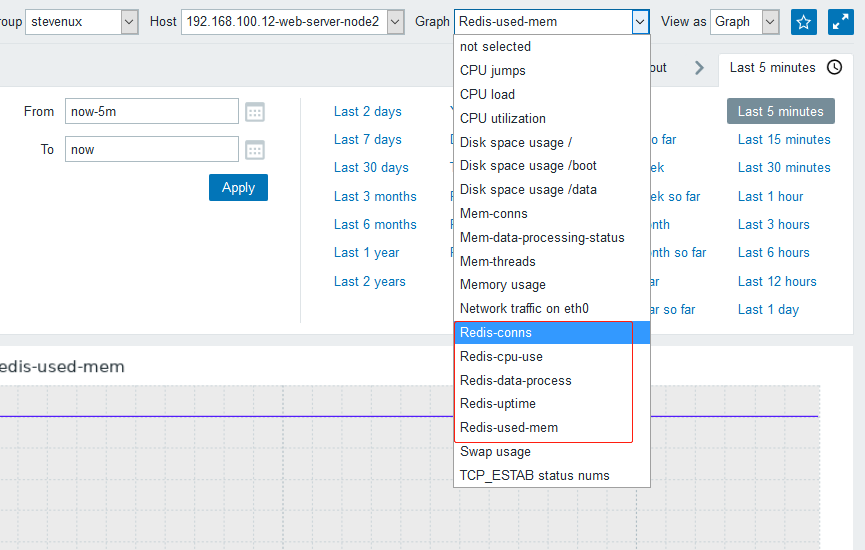 roup stevenux Host 192.168.100.12-web-server-node2 Graph Redis-used-mem View as Graph
not selected
CPU jumps
CPU load
CPU utilization
Disk space usage /
Disk space usage /boot
Disk space usage /data
Mem-conns
Mem-data-processing-status
Mem-threads
Memory usage
Network traffic on eth0
Redis-conns
Redis-cpu-use
Redis-data-process
Redis-uptime
Redis-used-mem
Swap usage
TCP_ESTAB status nums
out Last 5 minutes
From now-5m
To now
Apply
Last 2 days
Last 7 days
Last 30 days
Last 3 months
Last 6 months
Last 1 year
Last 2 years
so far
ek
ek so far
nth
nth so far
ar
ar so far
Last 5 minutes
Last 15 minutes
Last 30 minutes
Last 1 hour
Last 3 hours
Last 6 hours
Last 12 hours
Last 1 day
edis-used-mem